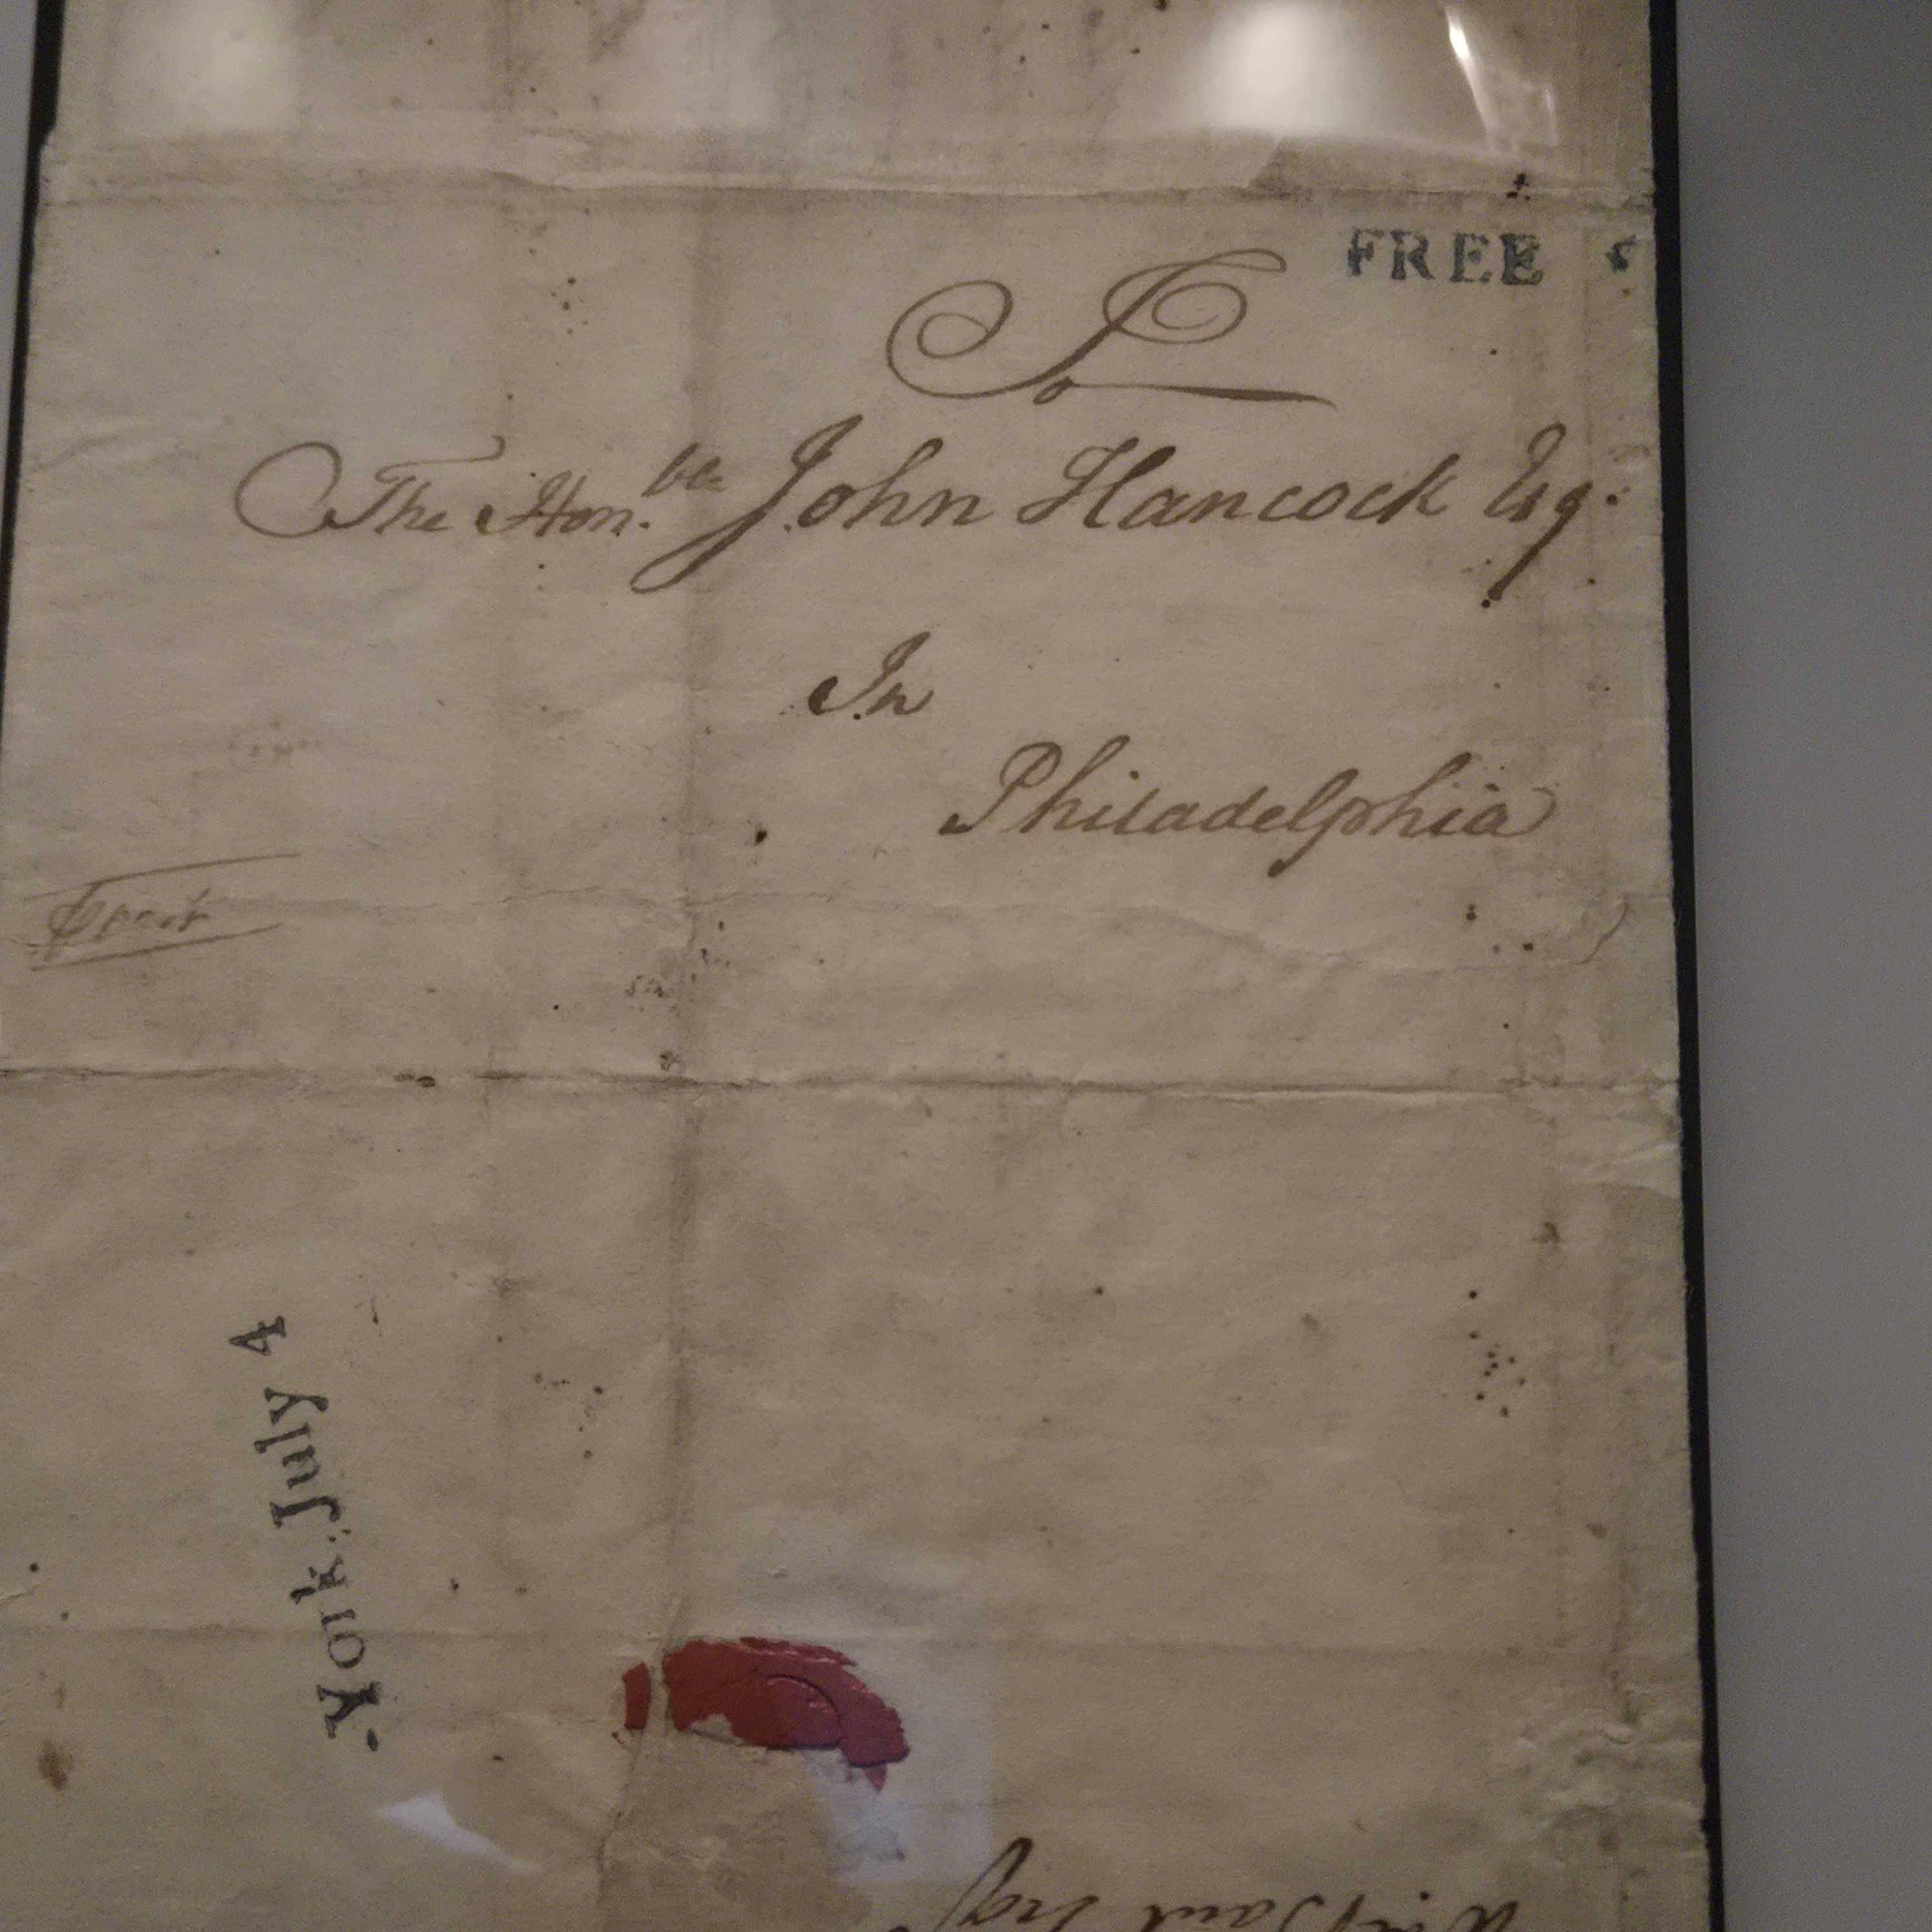 FREE
To
The Hon.ble John Hancock Esq.
In
Philadelphia
York: July 4